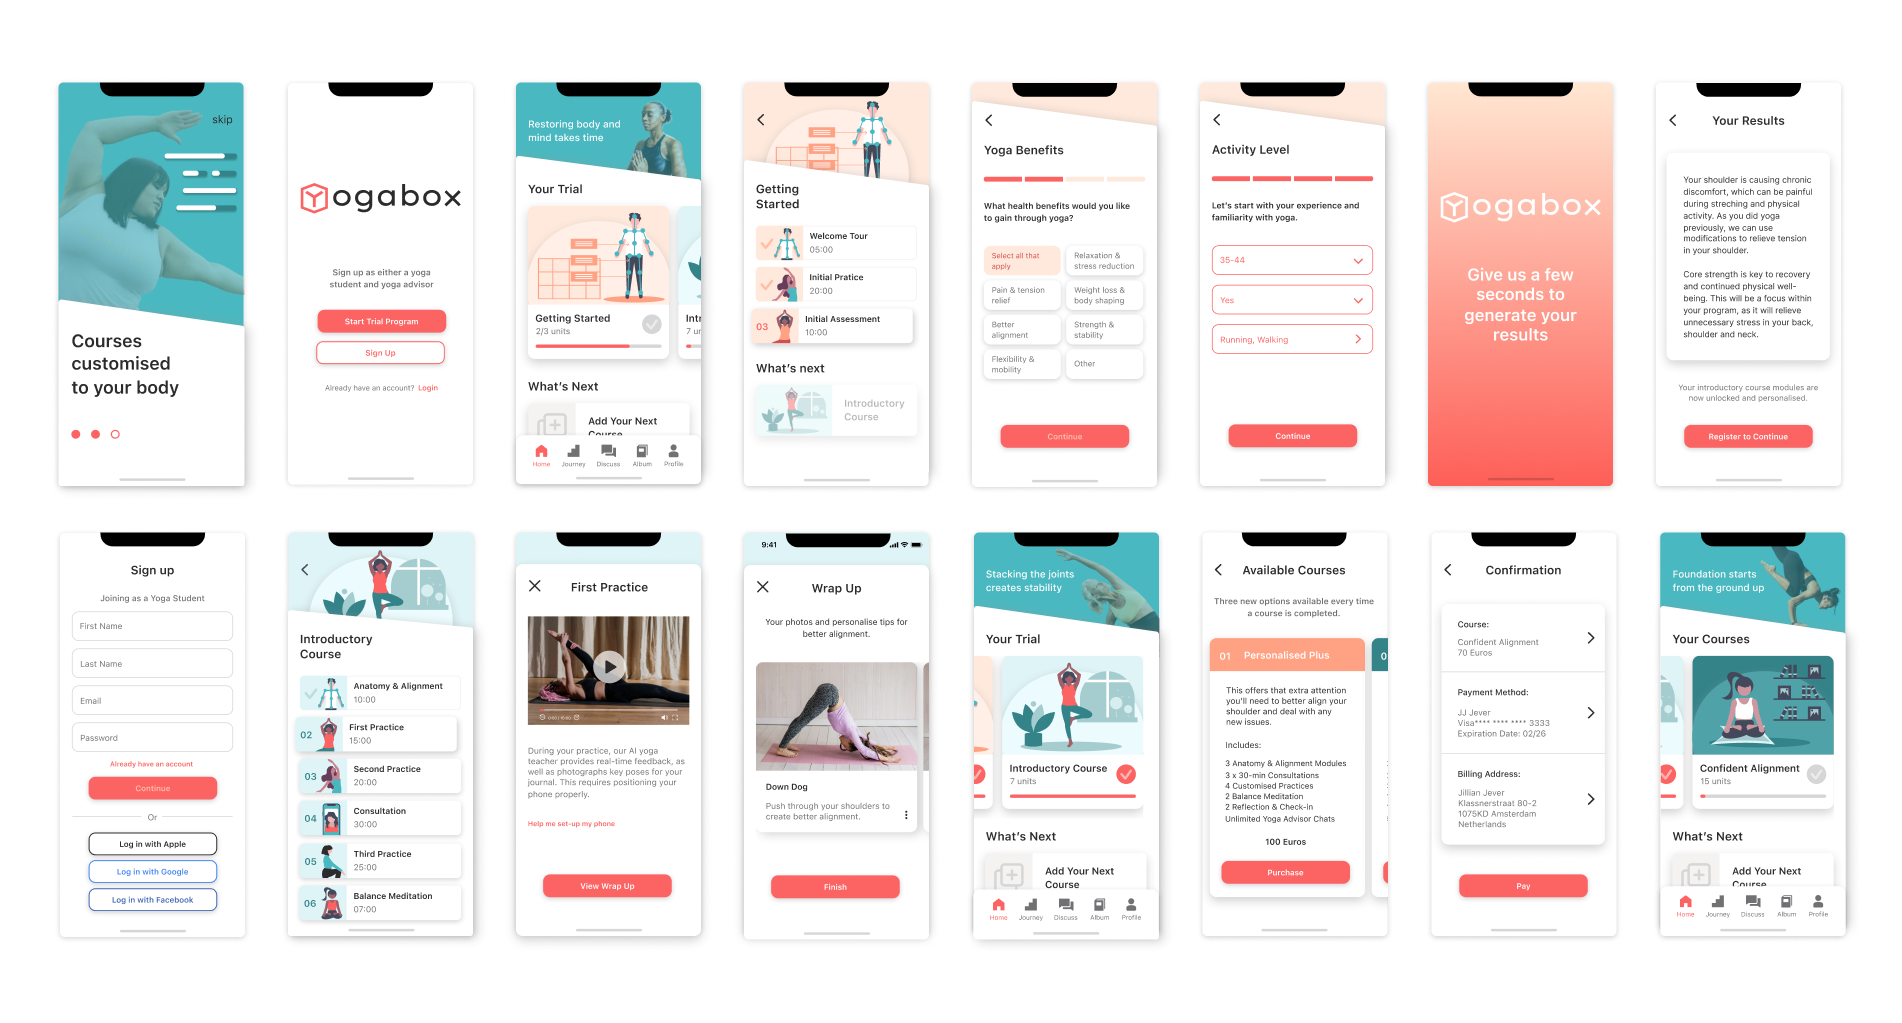 skip
Courses
customised
to your body
Yogabox
Sign up as either a yoga
student and yoga advisor
Start Trial Program
Sign Up
Already have an account? Login
Restoring body and
mind takes time
Your Trial
Getting Started
2/3 units
Intr
7 ur
What's Next
Add Your Next
Course
Home
Journey
Discuss
Album
Profile
Getting
Started
Welcome Tour
05:00
Initial Pratice
20:00
03
Initial Assessment
10:00
What's next
Introductory
Course
Yoga Benefits
What health benefits would you like
to gain through yoga?
Select all that
apply
Relaxation &
stress reduction
Pain & tension
relief
Weight loss &
body shaping
Better
alignment
Strength &
stability
Flexibility &
mobility
Other
Continue
Activity Level
Let's start with your experience and
familiarity with yoga.
35-44
Yes
Running, Walking
Continue
Yogabox
Give us a few
seconds to
generate your
results
Your Results
Your shoulder is causing chronic
discomfort, which can be painful
during streching and physical
activity. As you did yoga
previously, we can use
modifications to relieve tension
in your shoulder.
Core strength is key to recovery
and continued physical well-
being. This will be a focus within
your program, as it will relieve
unnecessary stress in your back,
shoulder and neck.
Your introductory course modules are
now unlocked and personalised.
Register to Continue
Sign up
Joining as a Yoga Student
First Name
Last Name
Email
Password
Already have an account
Continue
Or
Log in with Apple
Log in with Google
Log in with Facebook
Introductory
Course
Anatomy & Alignment
10:00
02
First Practice
15:00
03
Second Practice
20:00
04
Consultation
30:00
05
Third Practice
25:00
06
Balance Meditation
07:00
First Practice
During your practice, our AI yoga
teacher provides real-time feedback, as
well as photographs key poses for your
journal. This requires positioning your
phone properly.
Help me set-up my phone
View Wrap Up
9:41
Wrap Up
Your photos and personalise tips for
better alignment.
Down Dog
Push through your shoulders to
create better alignment.
Finish
Stacking the joints
creates stability
Your Trial
Introductory Course
7 units
What's Next
Add Your Next
Course
Home
Journey
Discuss
Album
Profile
Available Courses
Three new options available every time
a course is completed.
01 Personalised Plus
0
This offers that extra attention
you'll need to better align your
shoulder and deal with any
new issues.
Includes:
3 Anatomy & Alignment Modules
3 x 30-min Consultations
4 Customised Practices
2 Balance Meditation
2 Reflection & Check-in
Unlimited Yoga Advisor Chats
100 Euros
Purchase
Confirmation
Course:
Confident Alignment
70 Euros
Payment Method:
JJ Jever
Visa**** **** **** 3333
Expiration Date: 02/26
Billing Address:
Jillian Jever
Klassnerstraat 80-2
1075KD Amsterdam
Netherlands
Pay
Foundation starts
from the ground up
Your Courses
Confident Alignment
15 units
What's Next
Add Your Next
Course
Home
Journey
Discuss
Album
Profile